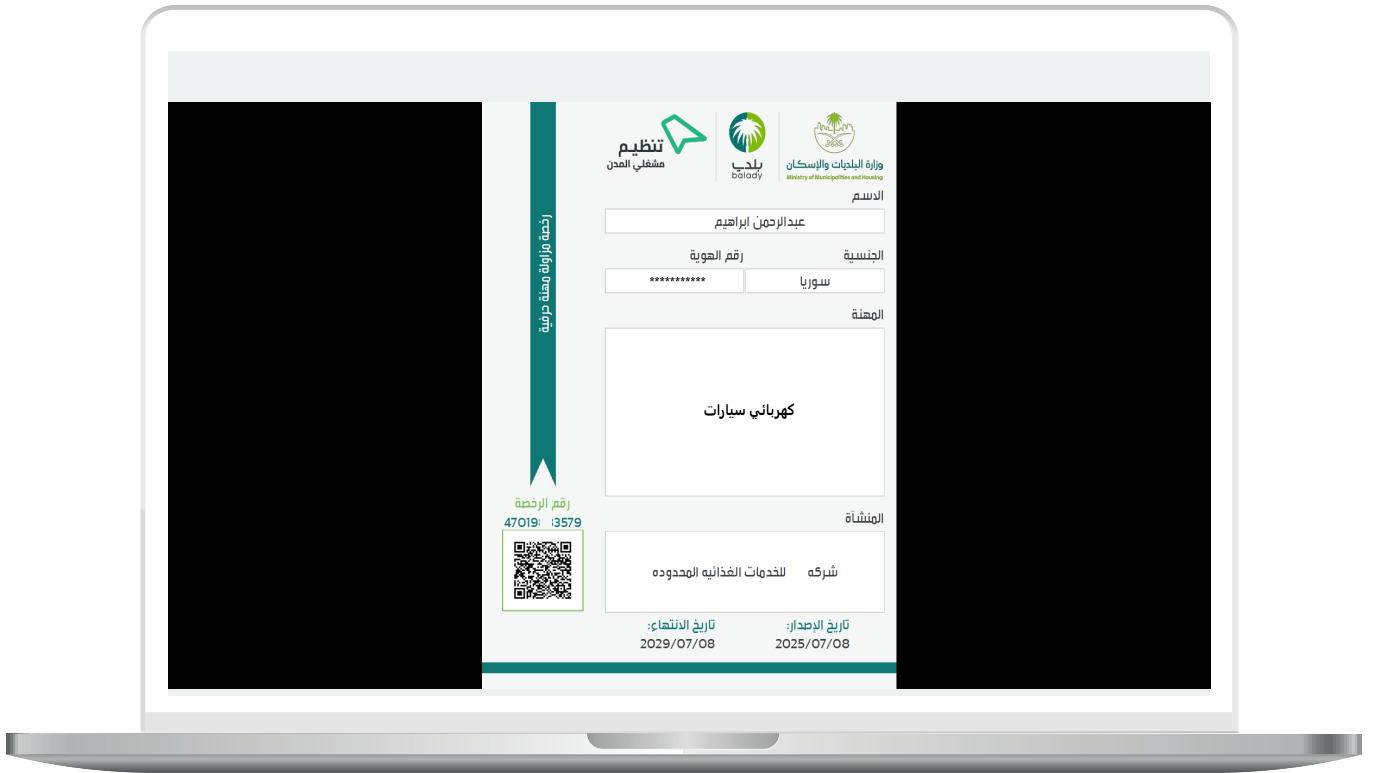 وزارة البلديات والإسكان
Ministry of Municipalities and Housing
بلدي
balady
تنظيم
مشغلي المدن
رخصة مزاولة مهنة حرفية
الاسم
عبدالرحمن ابراهيم
الجنسية رقم الهوية
سوريا ***********
المهنة
كهربائي سيارات
رقم الرخصة
47019 3579
المنشأة
شركه للخدمات الغذائيه المحدوده
تاريخ الإصدار: تاريخ الانتهاء:
2025/07/08 2029/07/08